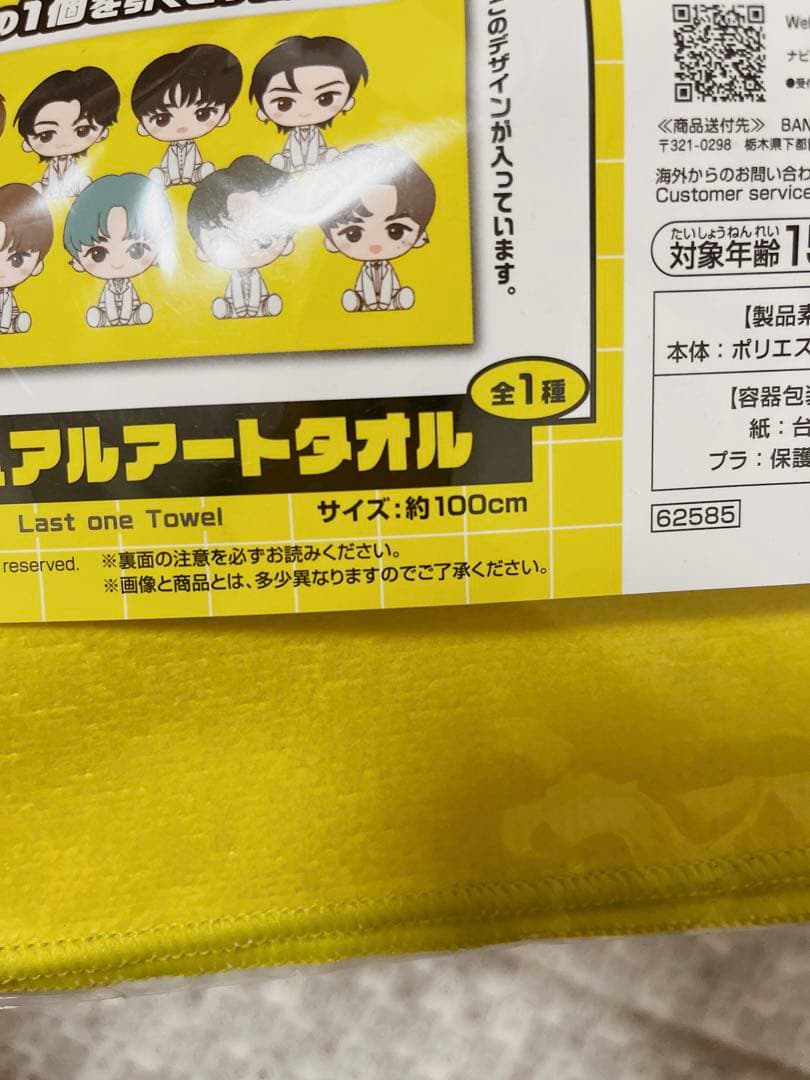 1個を引く
このデザインが入っています。
全1種
ュアルアートタオル
Last one Towel
サイズ:約100cm
reserved.
※裏面の注意を必ずお読みください。
※画像と商品とは、多少異なりますのでご了承ください。
ナビ
≪商品送付先≫ BAN
〒321-0298 栃木県下都
海外からのお問い合わ
Customer service
たいしょうねんれい
対象年齢15
【製品素
本体:ポリエス
【容器包装
紙:台
プラ:保護
62585